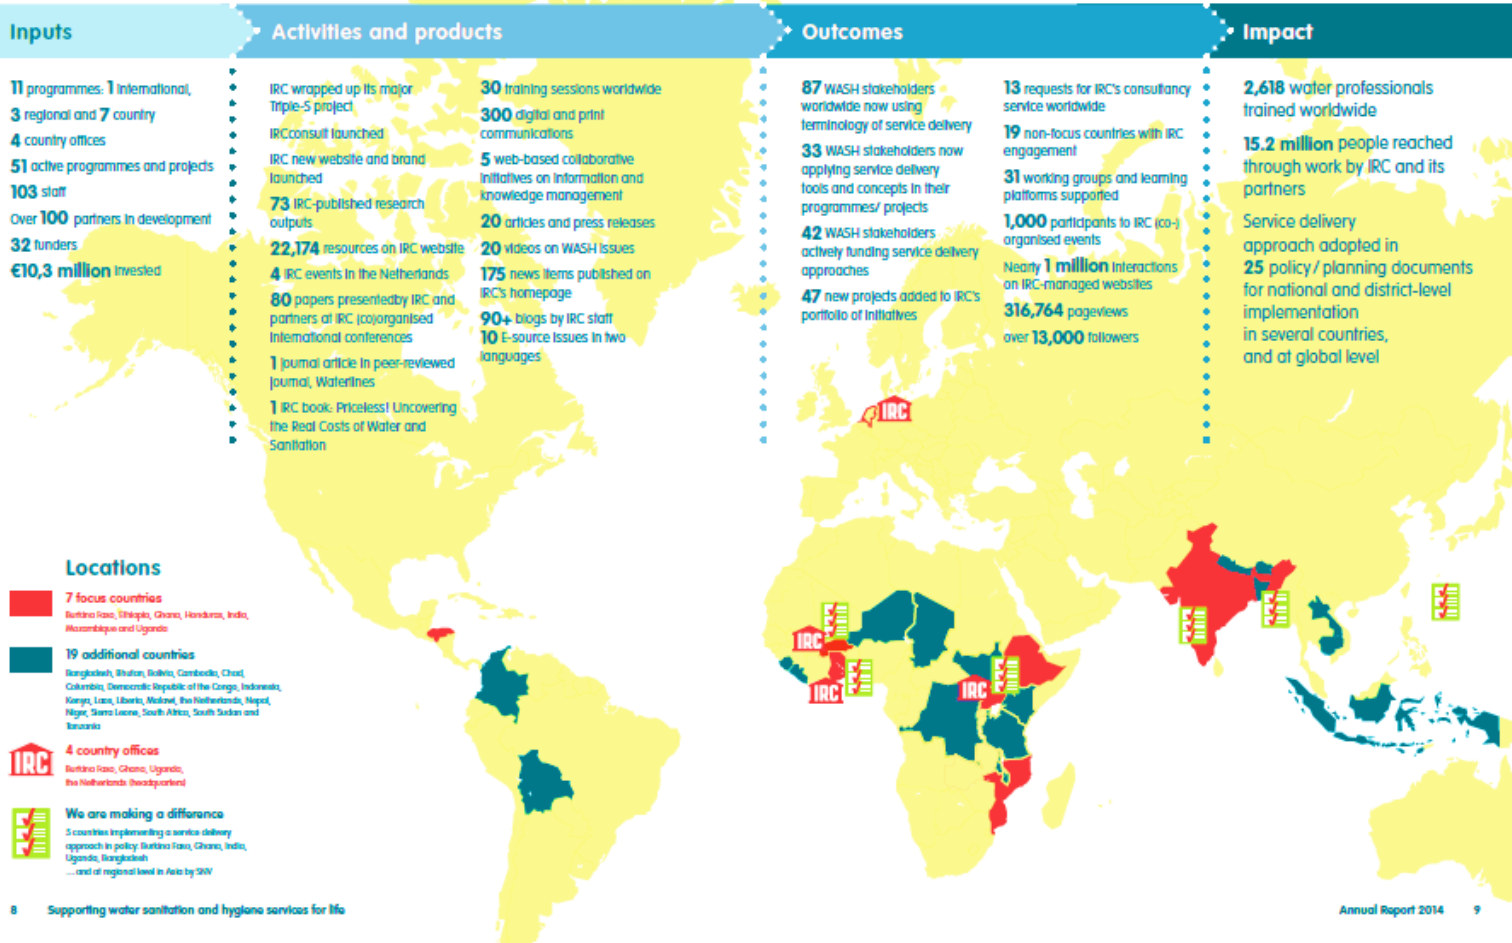 Inputs
Activities and products
Outcomes
Impact
11 programmes: 1 international,
3 regional and 7 country
4 country offices
51 active programmes and projects
103 staff
Over 100 partners in development
32 funders
€10,3 million invested
IRC wrapped up its major
Triple-S project
IRCconsult launched
IRC new website and brand
launched
73 IRC-published research
outputs
22,174 resources on IRC website
4 IRC events in the Netherlands
80 papers presentedby IRC and
partners at IRC (co)organised
international conferences
1 journal article in peer-reviewed
journal, Waterlines
1 IRC book: Priceless! Uncovering
the Real Costs of Water and
Sanitation
30 training sessions worldwide
300 digital and print
communications
5 web-based collaborative
initiatives on information and
knowledge management
20 articles and press releases
20 videos on WASH issues
175 news items published on
IRC's homepage
90+ blogs by IRC staff
10 E-source issues in two
languages
87 WASH stakeholders
worldwide now using
terminology of service delivery
33 WASH stakeholders now
applying service delivery
tools and concepts in their
programmes/ projects
42 WASH stakeholders
actively funding service delivery
approaches
47 new projects added to IRC's
portfolio of initiatives
13 requests for IRC's consultancy
service worldwide
19 non-focus countries with IRC
engagement
31 working groups and learning
platforms supported
1,000 participants to IRC (co-)
organised events
Nearly 1 million interactions
on IRC-managed websites
316,764 pageviews
over 13,000 followers
2,618 water professionals
trained worldwide
15.2 million people reached
through work by IRC and its
partners
Service delivery
approach adopted in
25 policy/planning documents
for national and district-level
implementation
in several countries,
and at global level
IRC
IRC
IRC
IRC
Locations
7 focus countries
Burkina Faso, Ethiopia, Ghana, Honduras, India,
Mozambique and Uganda
19 additional countries
Bangladesh, Bhutan, Bolivia, Cambodia, Chad,
Columbia, Democratic Republic of the Congo, Indonesia,
Kenya, Laos, Liberia, Malawi, the Netherlands, Nepal,
Niger, Sierra Leone, South Africa, South Sudan and
Tanzania
IRC
4 country offices
Burkina Faso, Ghana, Uganda,
the Netherlands (headquarters)
We are making a difference
5 countries implementing a service delivery
approach in policy: Burkina Faso, Ghana, India,
Uganda, Bangladesh
... and at regional level in Asia by SNV
8 Supporting water sanitation and hygiene services for life
Annual Report 2014 9